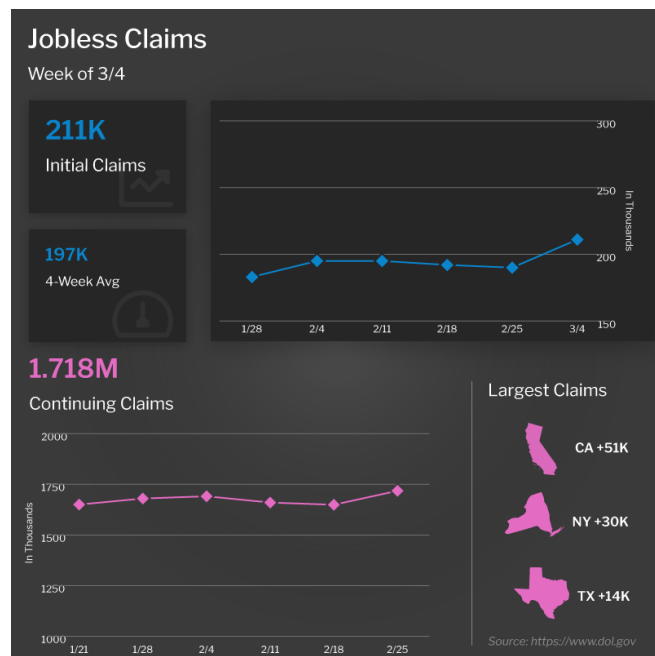 Jobless Claims
Week of 3/4
211K
Initial Claims
197K
4-Week Avg
300
250
200
150
In Thousands
1/28 2/4 2/11 2/18 2/25 3/4
1.718M
Continuing Claims
2000
1750
1500
1250
1000
In Thousands
1/21 1/28 2/4 2/11 2/18 2/25
Largest Claims
CA +51K
NY +30K
TX +14K
Source: https://www.dol.gov